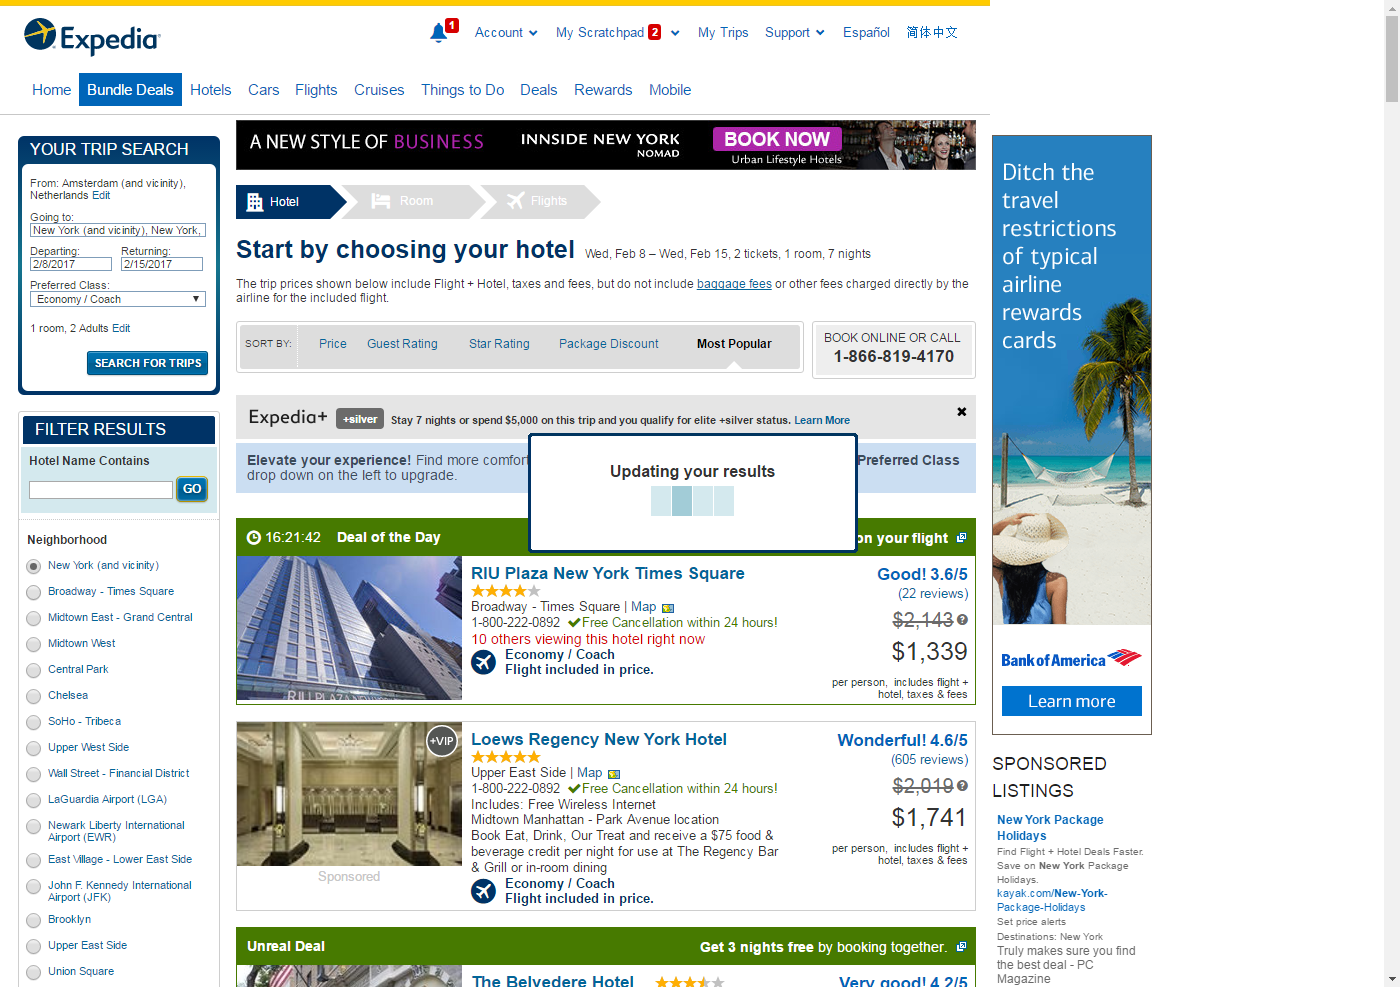 Expedia
1
Account
My Scratchpad 2
My Trips
Support
Español
简体中文
Home
Bundle Deals
Hotels
Cars
Flights
Cruises
Things to Do
Deals
Rewards
Mobile
YOUR TRIP SEARCH
From: Amsterdam (and vicinity),
Netherlands Edit
Going to:
New York (and vicinity), New York,
Departing:
Returning:
2/8/2017
2/15/2017
Preferred Class:
Economy / Coach
1 room, 2 Adults Edit
SEARCH FOR TRIPS
FILTER RESULTS
Hotel Name Contains
GO
Neighborhood
New York (and vicinity)
Broadway - Times Square
Midtown East - Grand Central
Midtown West
Central Park
Chelsea
SoHo - Tribeca
Upper West Side
Wall Street - Financial District
LaGuardia Airport (LGA)
Newark Liberty International
Airport (EWR)
East Village - Lower East Side
John F. Kennedy International
Airport (JFK)
Brooklyn
Upper East Side
Union Square
A NEW STYLE OF BUSINESS
INNSIDE NEW YORK
NOMAD
BOOK NOW
Urban Lifestyle Hotels
Hotel
Room
Flights
Start by choosing your hotel
Wed, Feb 8 – Wed, Feb 15, 2 tickets, 1 room, 7 nights
The trip prices shown below include Flight + Hotel, taxes and fees, but do not include baggage fees or other fees charged directly by the
airline for the included flight.
SORT BY:
Price
Guest Rating
Star Rating
Package Discount
Most Popular
BOOK ONLINE OR CALL
1-866-819-4170
Expedia+
+silver
Stay 7 nights or spend $5,000 on this trip and you qualify for elite +silver status. Learn More
Elevate your experience! Find more comfor
Preferred Class
drop down on the left to upgrade.
Updating your results
16:21:42
Deal of the Day
on your flight
RIU PLAZA NEW YORK
RIU Plaza New York Times Square
Broadway - Times Square | Map
1-800-222-0892
Free Cancellation within 24 hours!
10 others viewing this hotel right now
Economy / Coach
Flight included in price.
Good! 3.6/5
(22 reviews)
$2,143
$1,339
per person, includes flight +
hotel, taxes & fees
+VIP
Sponsored
Loews Regency New York Hotel
Upper East Side | Map
1-800-222-0892
Free Cancellation within 24 hours!
Includes: Free Wireless Internet
Midtown Manhattan - Park Avenue location
Book Eat, Drink, Our Treat and receive a $75 food &
beverage credit per night for use at The Regency Bar
& Grill or in-room dining
Economy / Coach
Flight included in price.
Wonderful! 4.6/5
(605 reviews)
$2,019
$1,741
per person, includes flight +
hotel, taxes & fees
Unreal Deal
Get 3 nights free by booking together.
The Belvedere Hotel
Very good! 4.2/5
Ditch the
travel
restrictions
of typical
airline
rewards
cards
Bank of America
Learn more
SPONSORED
LISTINGS
New York Package
Holidays
Find Flight + Hotel Deals Faster.
Save on New York Package
Holidays.
kayak.com/New-York-
Package-Holidays
Set price alerts
Destinations: New York
Truly makes sure you find
the best deal - PC
Magazine